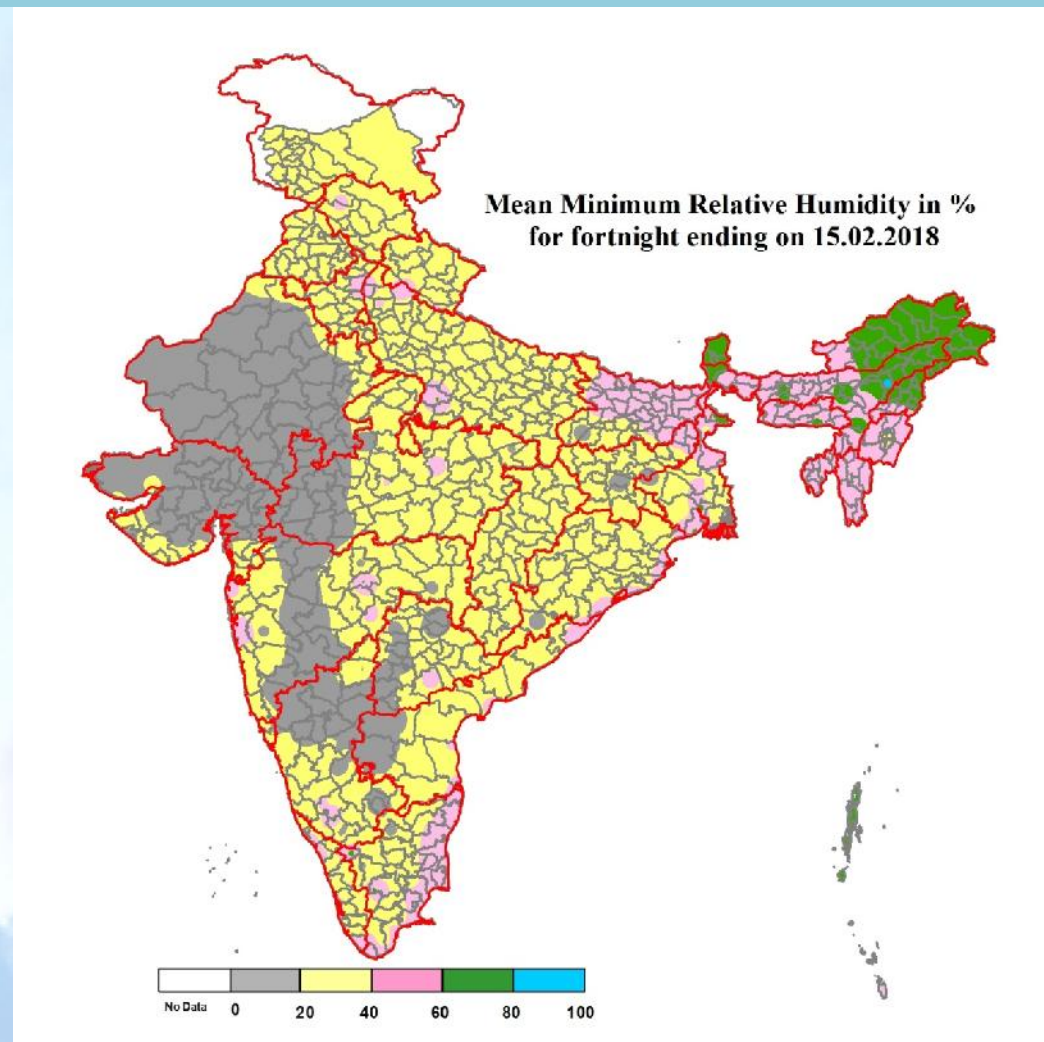 Mean Minimum Relative Humidity in %
for fortnight ending on 15.02.2018
No Data 0 20 40 60 80 100